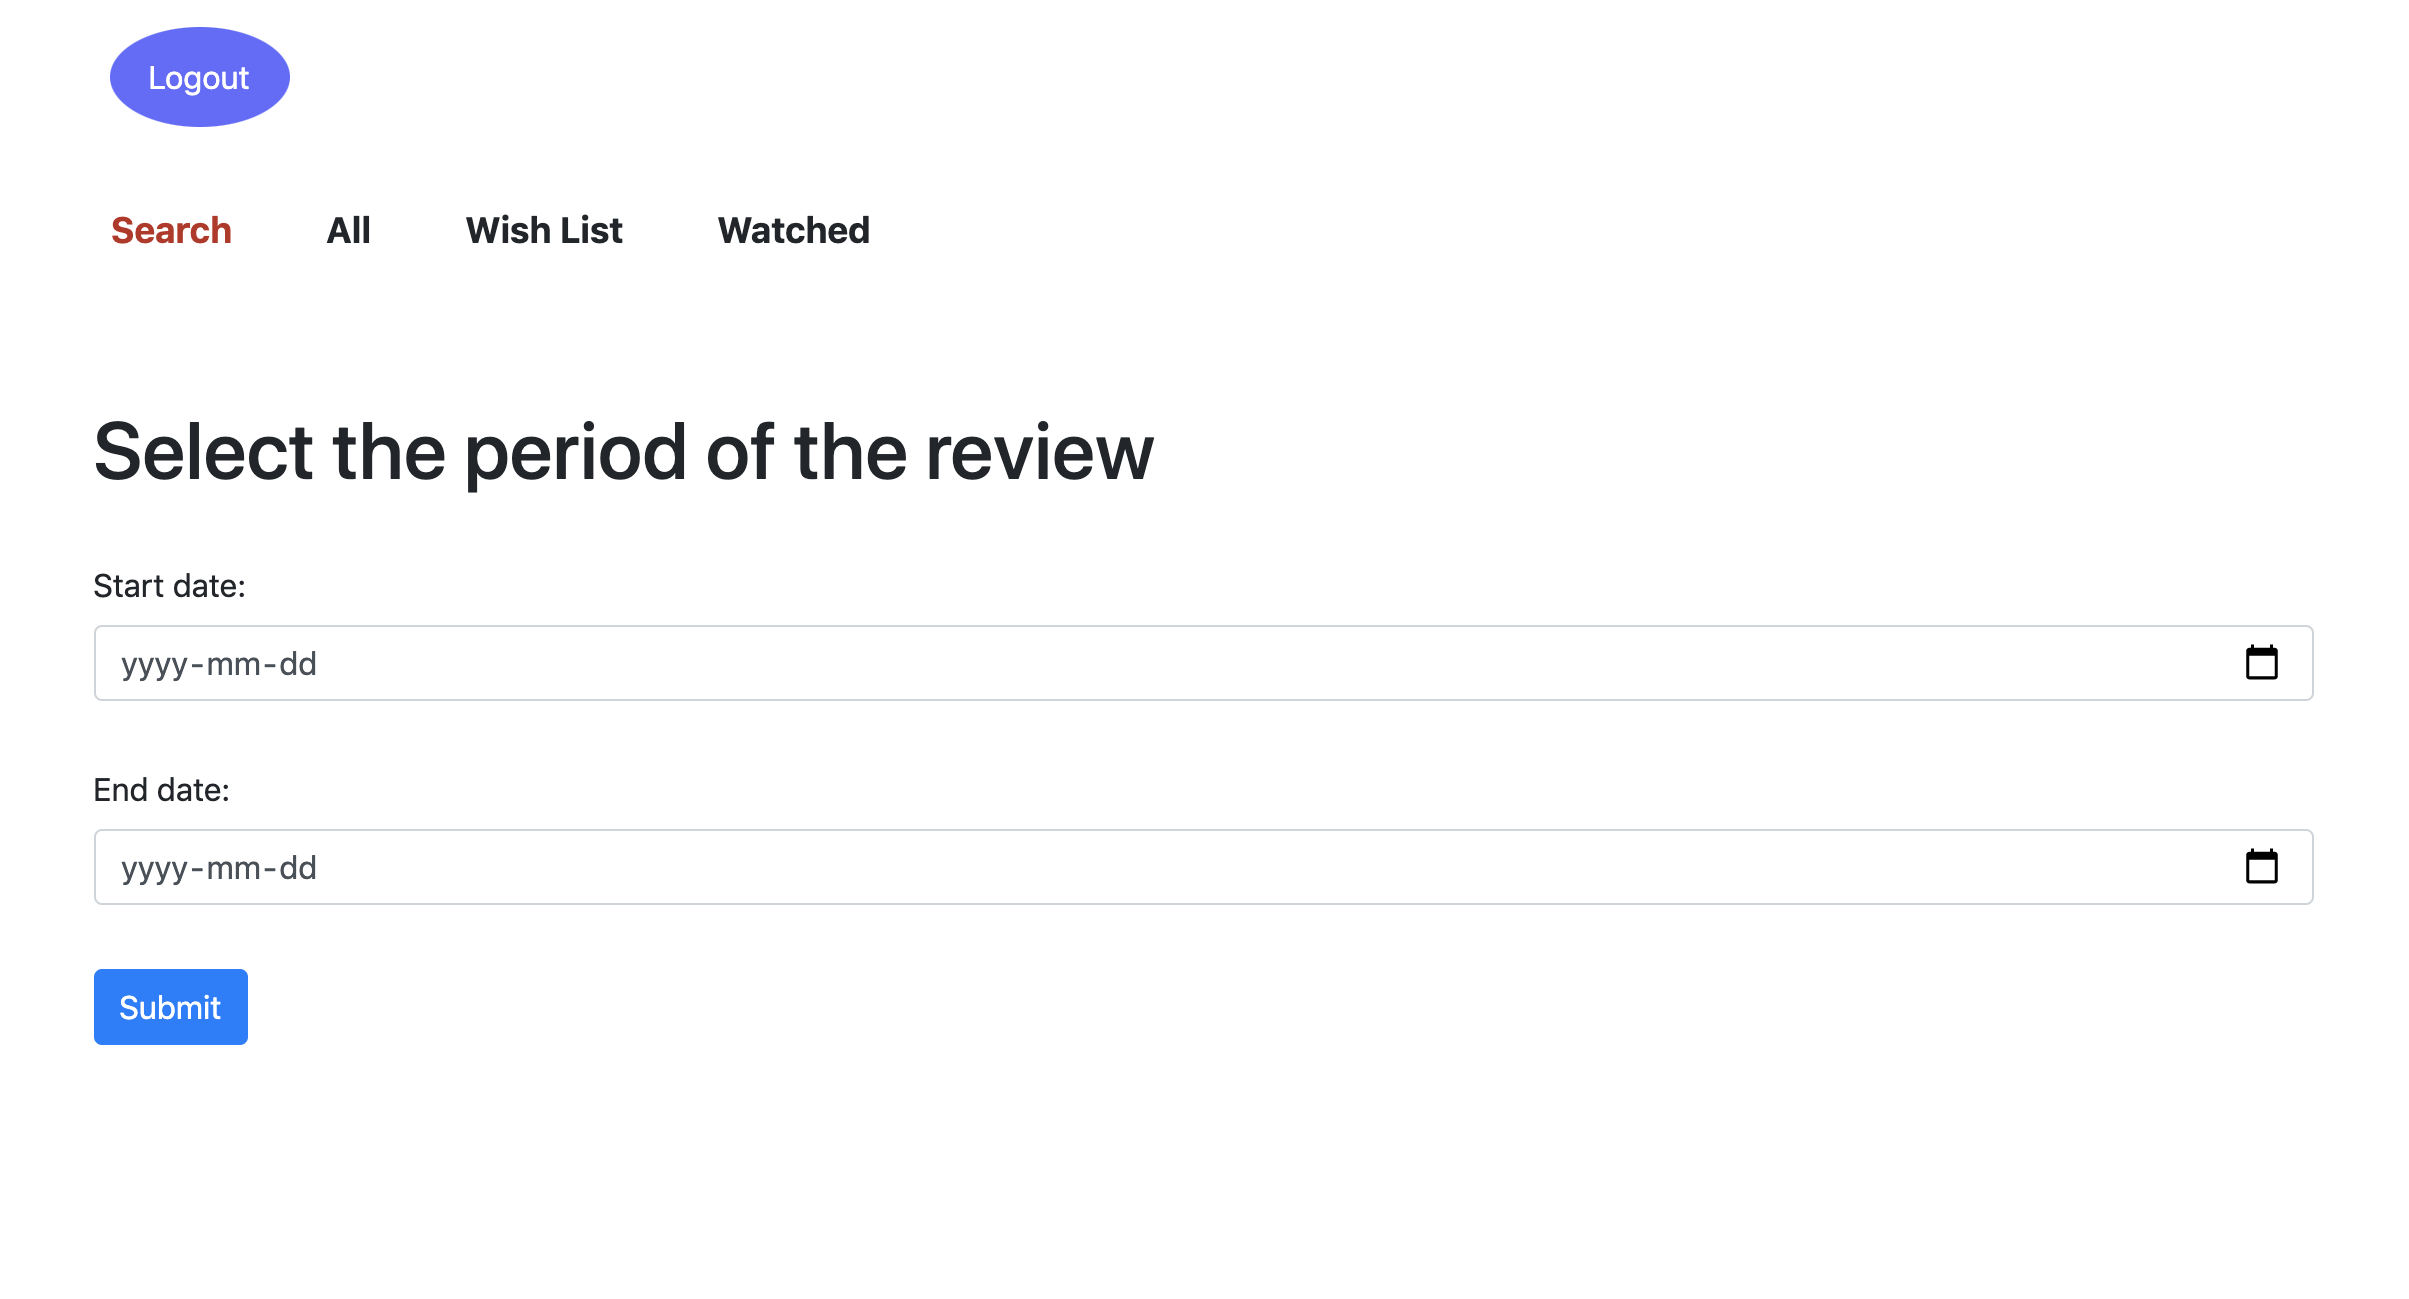 Logout
Search All Wish List Watched
Select the period of the review
Start date:
yyyy-mm-dd
End date:
yyyy-mm-dd
Submit